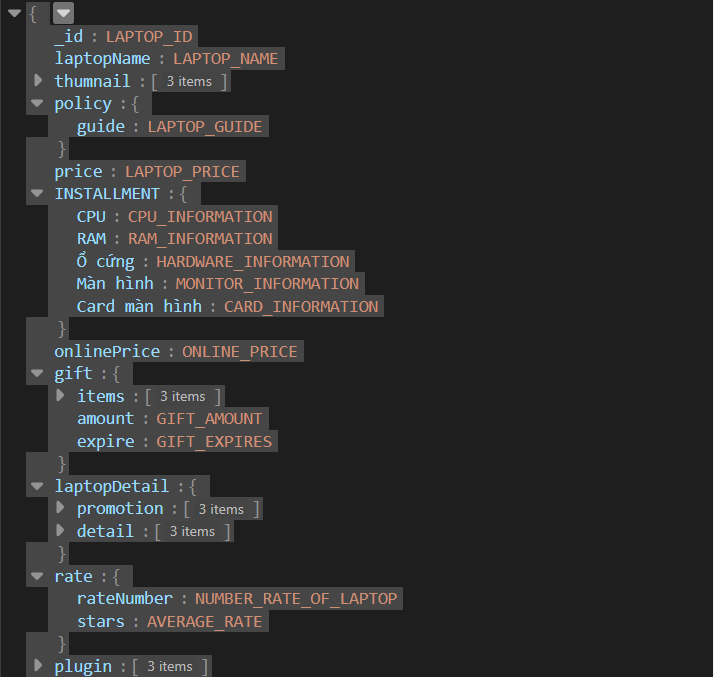 {
_id : LAPTOP_ID
laptopName : LAPTOP_NAME
thumnail : [ 3 items ]
policy : {
guide : LAPTOP_GUIDE
}
price : LAPTOP_PRICE
INSTALLMENT : {
CPU : CPU_INFORMATION
RAM : RAM_INFORMATION
Ổ cứng : HARDWARE_INFORMATION
Màn hình : MONITOR_INFORMATION
Card màn hình : CARD_INFORMATION
}
onlinePrice : ONLINE_PRICE
gift : {
items : [ 3 items ]
amount : GIFT_AMOUNT
expire : GIFT_EXPIRES
}
laptopDetail : {
promotion : [ 3 items ]
detail : [ 3 items ]
}
rate : {
rateNumber : NUMBER_RATE_OF_LAPTOP
stars : AVERAGE_RATE
}
plugin : [ 3 items ]